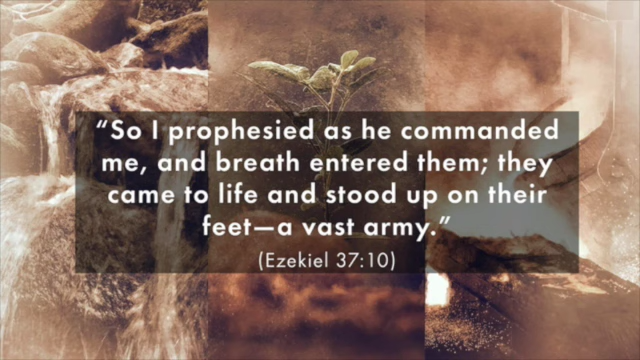 “So I prophesied as he commanded
me, and breath entered them; they
came to life and stood up on their
feet—a vast army.”
(Ezekiel 37:10)